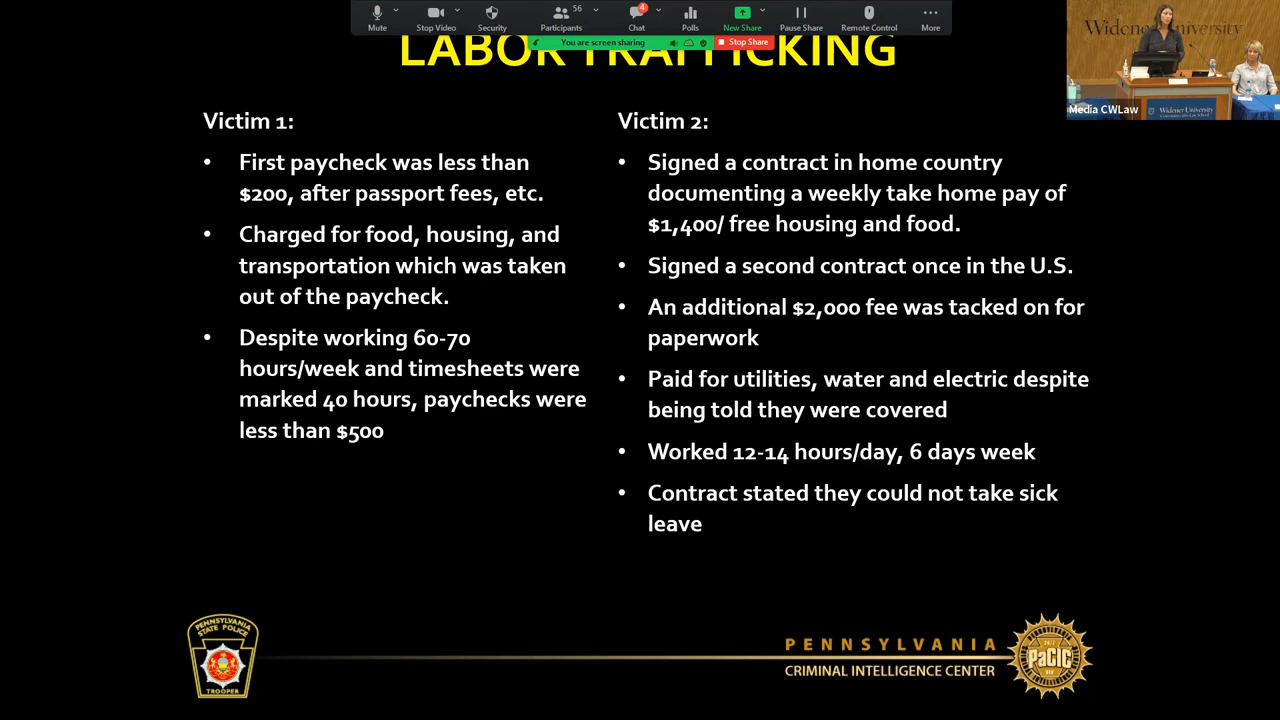 56
4
Mute
Stop Video
Security
Participants
Chat
Polls
New Share
Pause Share
Remote Control
More
You are screen sharing
Stop Share
LABOR TRAFFICKING
Widener University
Media CWLaw
Widener University
Commonwealth Law School
Victim 1:
• First paycheck was less than
$200, after passport fees, etc.
• Charged for food, housing, and
transportation which was taken
out of the paycheck.
• Despite working 60-70
hours/week and timesheets were
marked 40 hours, paychecks were
less than $500
Victim 2:
• Signed a contract in home country
documenting a weekly take home pay of
$1,400/ free housing and food.
• Signed a second contract once in the U.S.
• An additional $2,000 fee was tacked on for
paperwork
• Paid for utilities, water and electric despite
being told they were covered
• Worked 12-14 hours/day, 6 days week
• Contract stated they could not take sick
leave
PENNSYLVANIA
STATE POLICE
TROOPER
PENNSYLVANIA
CRIMINAL INTELLIGENCE CENTER
PaCIC